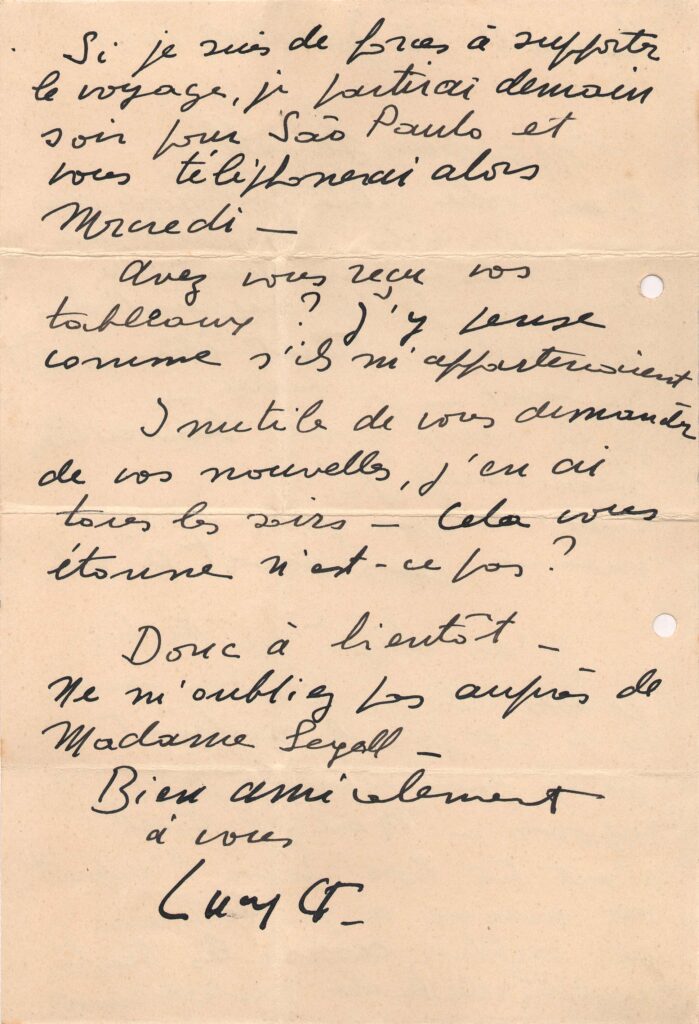 Si je suis de forces à supporter
le voyage, je partirai demain
soir pour São Paulo et
vous téléphonerai alors
Mercredi —
Avez vous reçu vos
tableaux ? J'y pense
comme s'ils m'appartenaient
Inutile de vous demander
de vos nouvelles, j'en ai
tous les soirs — Cela vous
étonne n'est-ce pas ?
Donc à bientôt —
Ne m'oubliez pas auprès de
Madame Segall —
Bien amicalement
à vous
Lucy